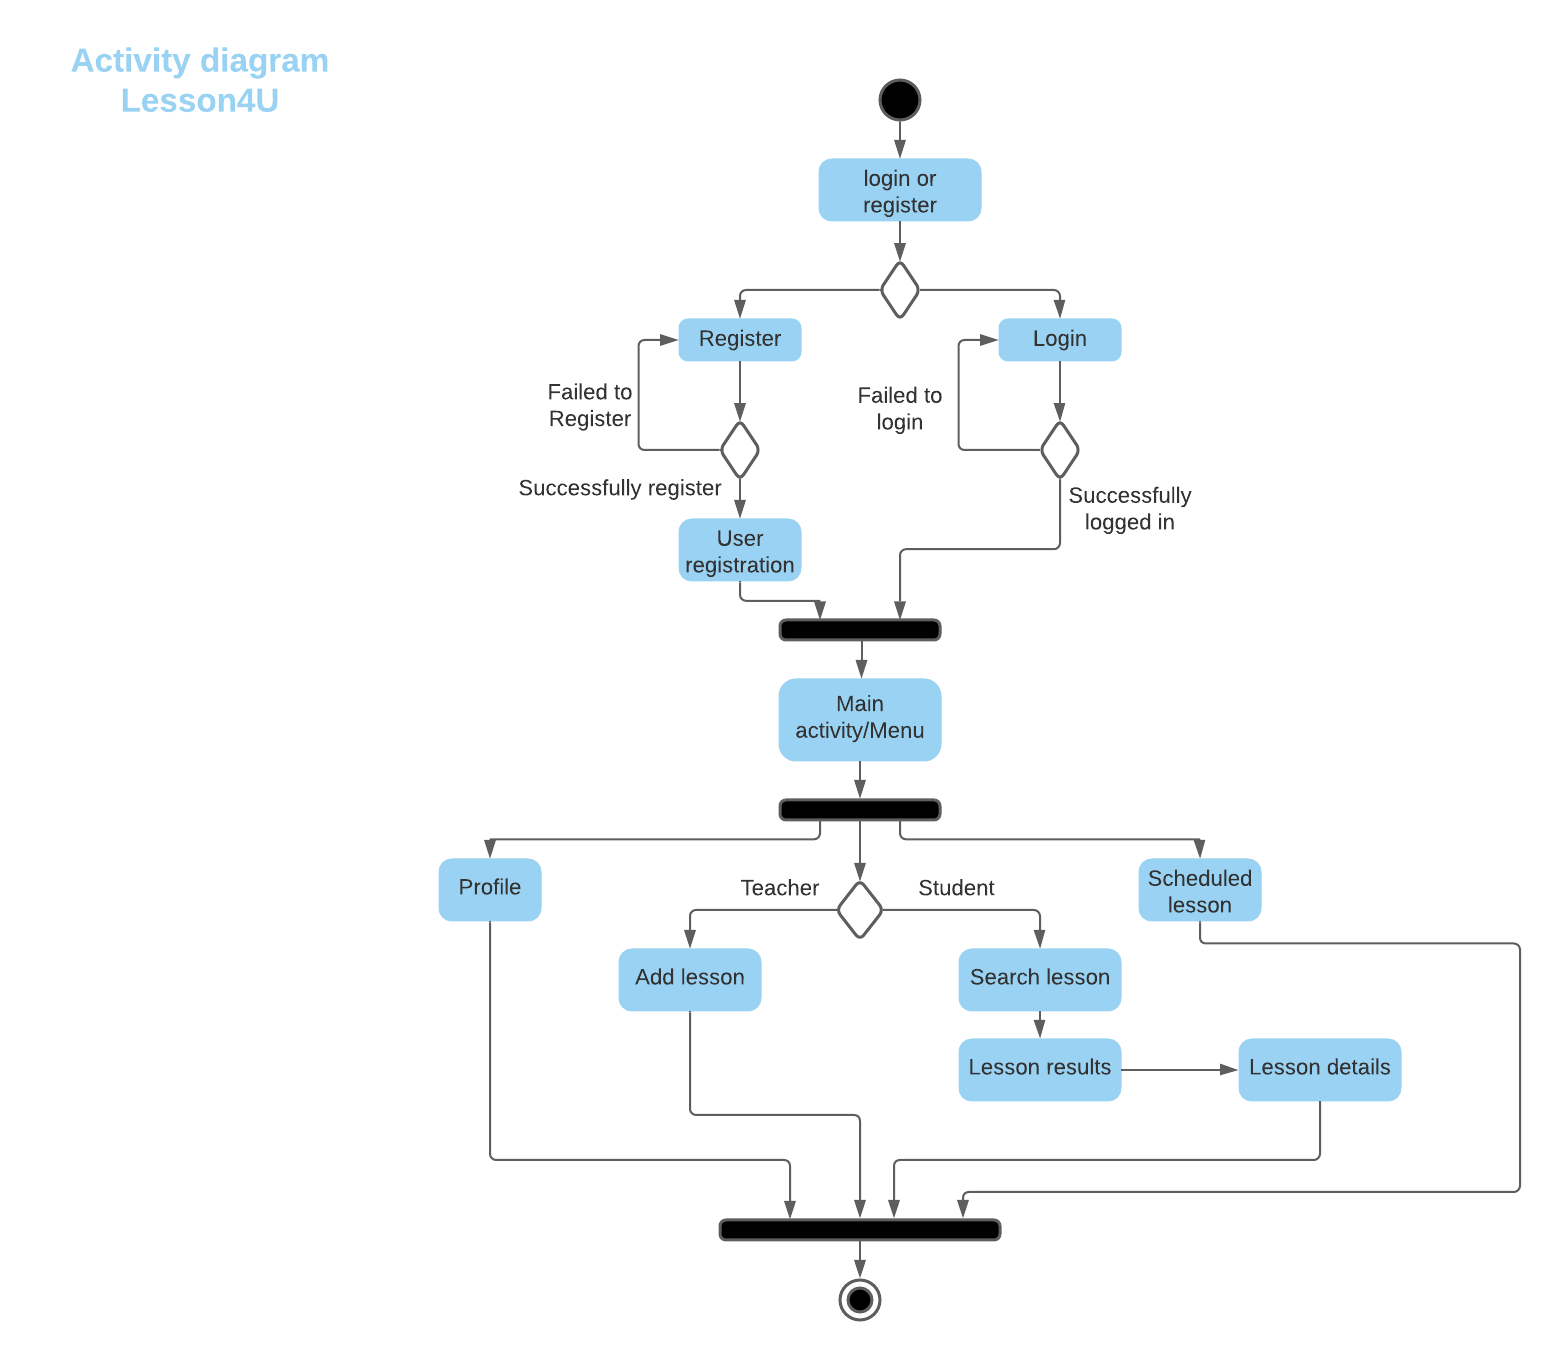 Activity diagram
Lesson4U
login or
register
Register
Login
Failed to
Register
Failed to
login
Successfully register
Successfully
logged in
User
registration
Main
activity/Menu
Profile
Teacher
Student
Scheduled
lesson
Add lesson
Search lesson
Lesson results
Lesson details